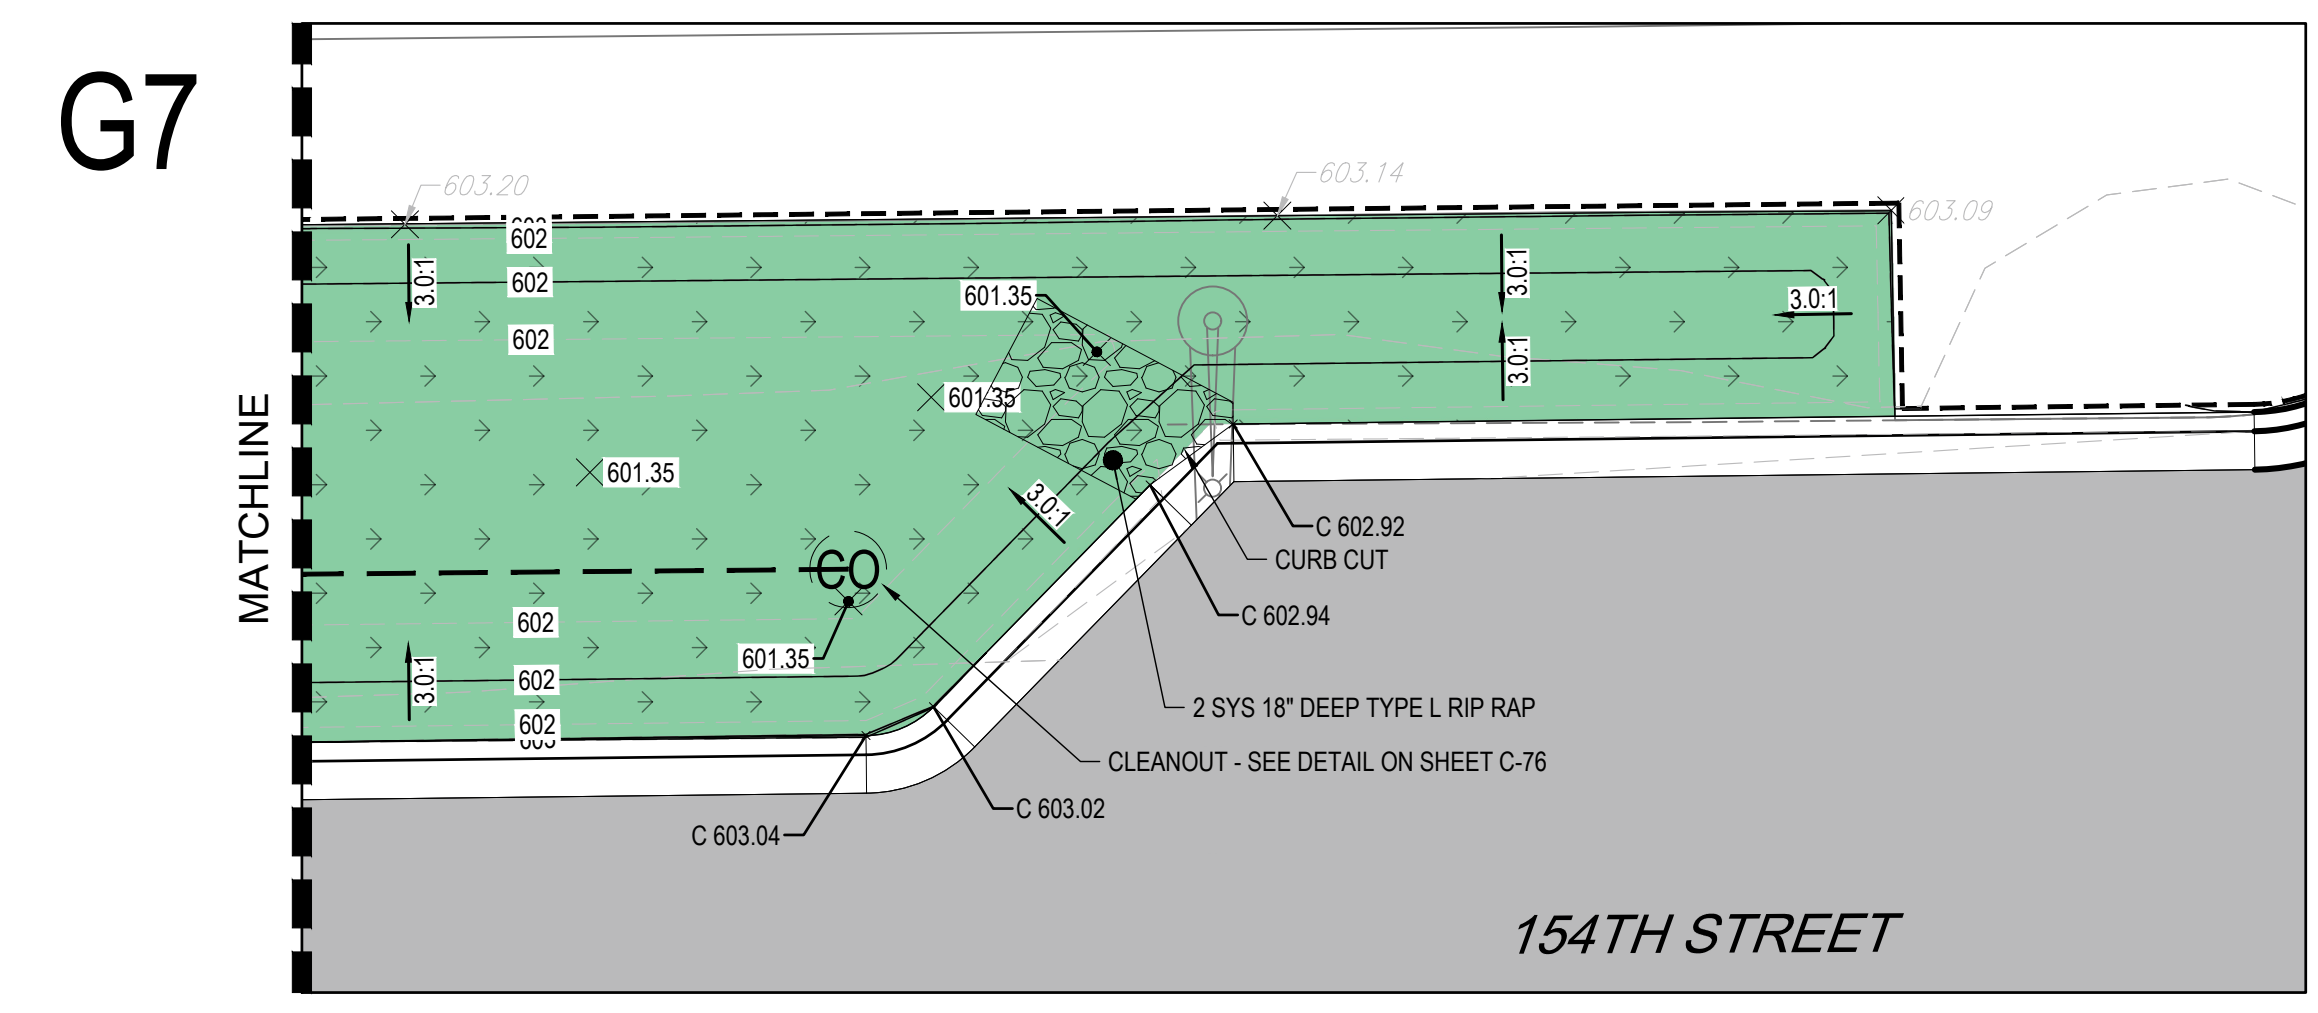 G7
MATCHLINE
603.20
603.14
603.09
602
602
602
3.0:1
3.0:1
3.0:1
3.0:1
601.35
601.35
601.35
3.0:1
C 602.92
CURB CUT
CO
C 602.94
602
601.35
3.0:1
602
2 SYS 18" DEEP TYPE L RIP RAP
602
CLEANOUT - SEE DETAIL ON SHEET C-76
C 603.02
C 603.04
154TH STREET